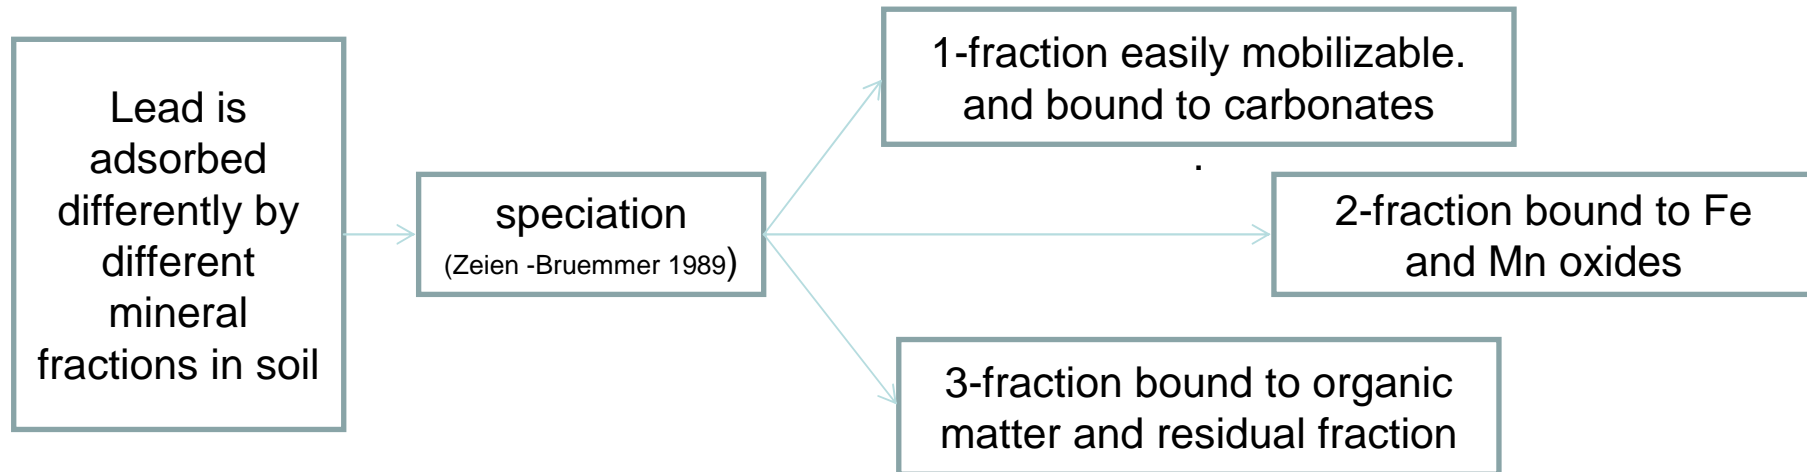 Lead is
adsorbed
differently by
different
mineral
fractions in soil
speciation
(Zeien -Bruemmer 1989)
1-fraction easily mobilizable.
and bound to carbonates
.
2-fraction bound to Fe
and Mn oxides
3-fraction bound to organic
matter and residual fraction